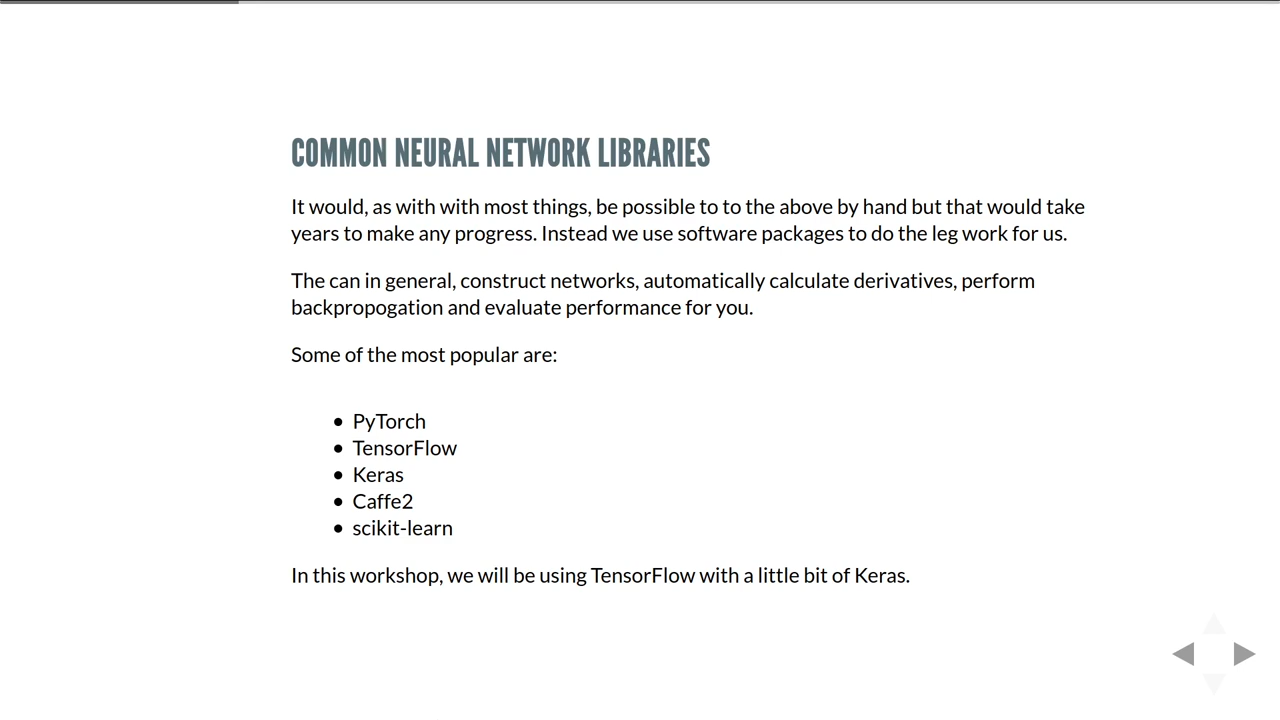 COMMON NEURAL NETWORK LIBRARIES
It would, as with with most things, be possible to to the above by hand but that would take
years to make any progress. Instead we use software packages to do the leg work for us.
The can in general, construct networks, automatically calculate derivatives, perform
backpropogation and evaluate performance for you.
Some of the most popular are:
• PyTorch
• TensorFlow
• Keras
• Caffe2
• scikit-learn
In this workshop, we will be using TensorFlow with a little bit of Keras.